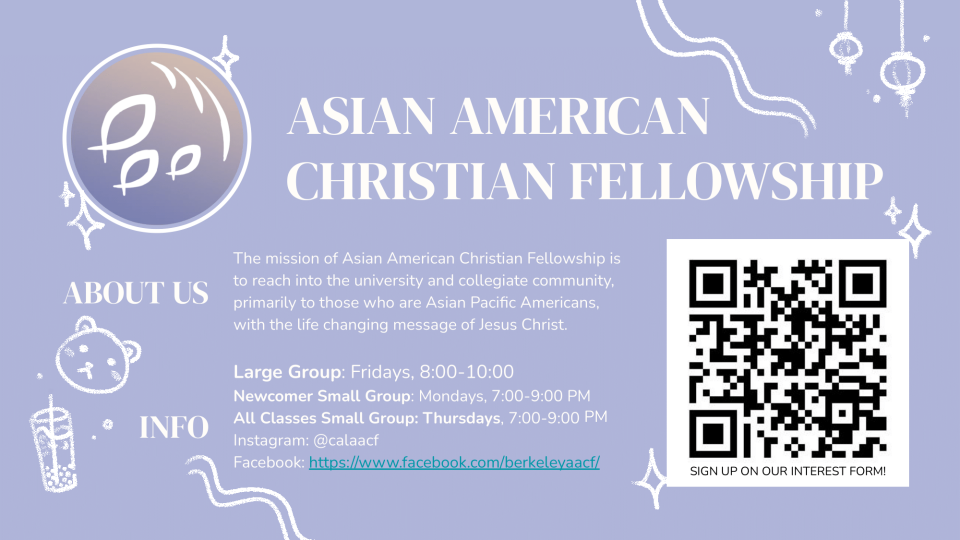 ASIAN AMERICAN
CHRISTIAN FELLOWSHIP
ABOUT US
The mission of Asian American Christian Fellowship is
to reach into the university and collegiate community,
primarily to those who are Asian Pacific Americans,
with the life changing message of Jesus Christ.
INFO
Large Group: Fridays, 8:00-10:00
Newcomer Small Group: Mondays, 7:00-9:00 PM
All Classes Small Group: Thursdays, 7:00-9:00 PM
Instagram: @calaacf
Facebook: https://www.facebook.com/berkeleyaacf/
SIGN UP ON OUR INTEREST FORM!